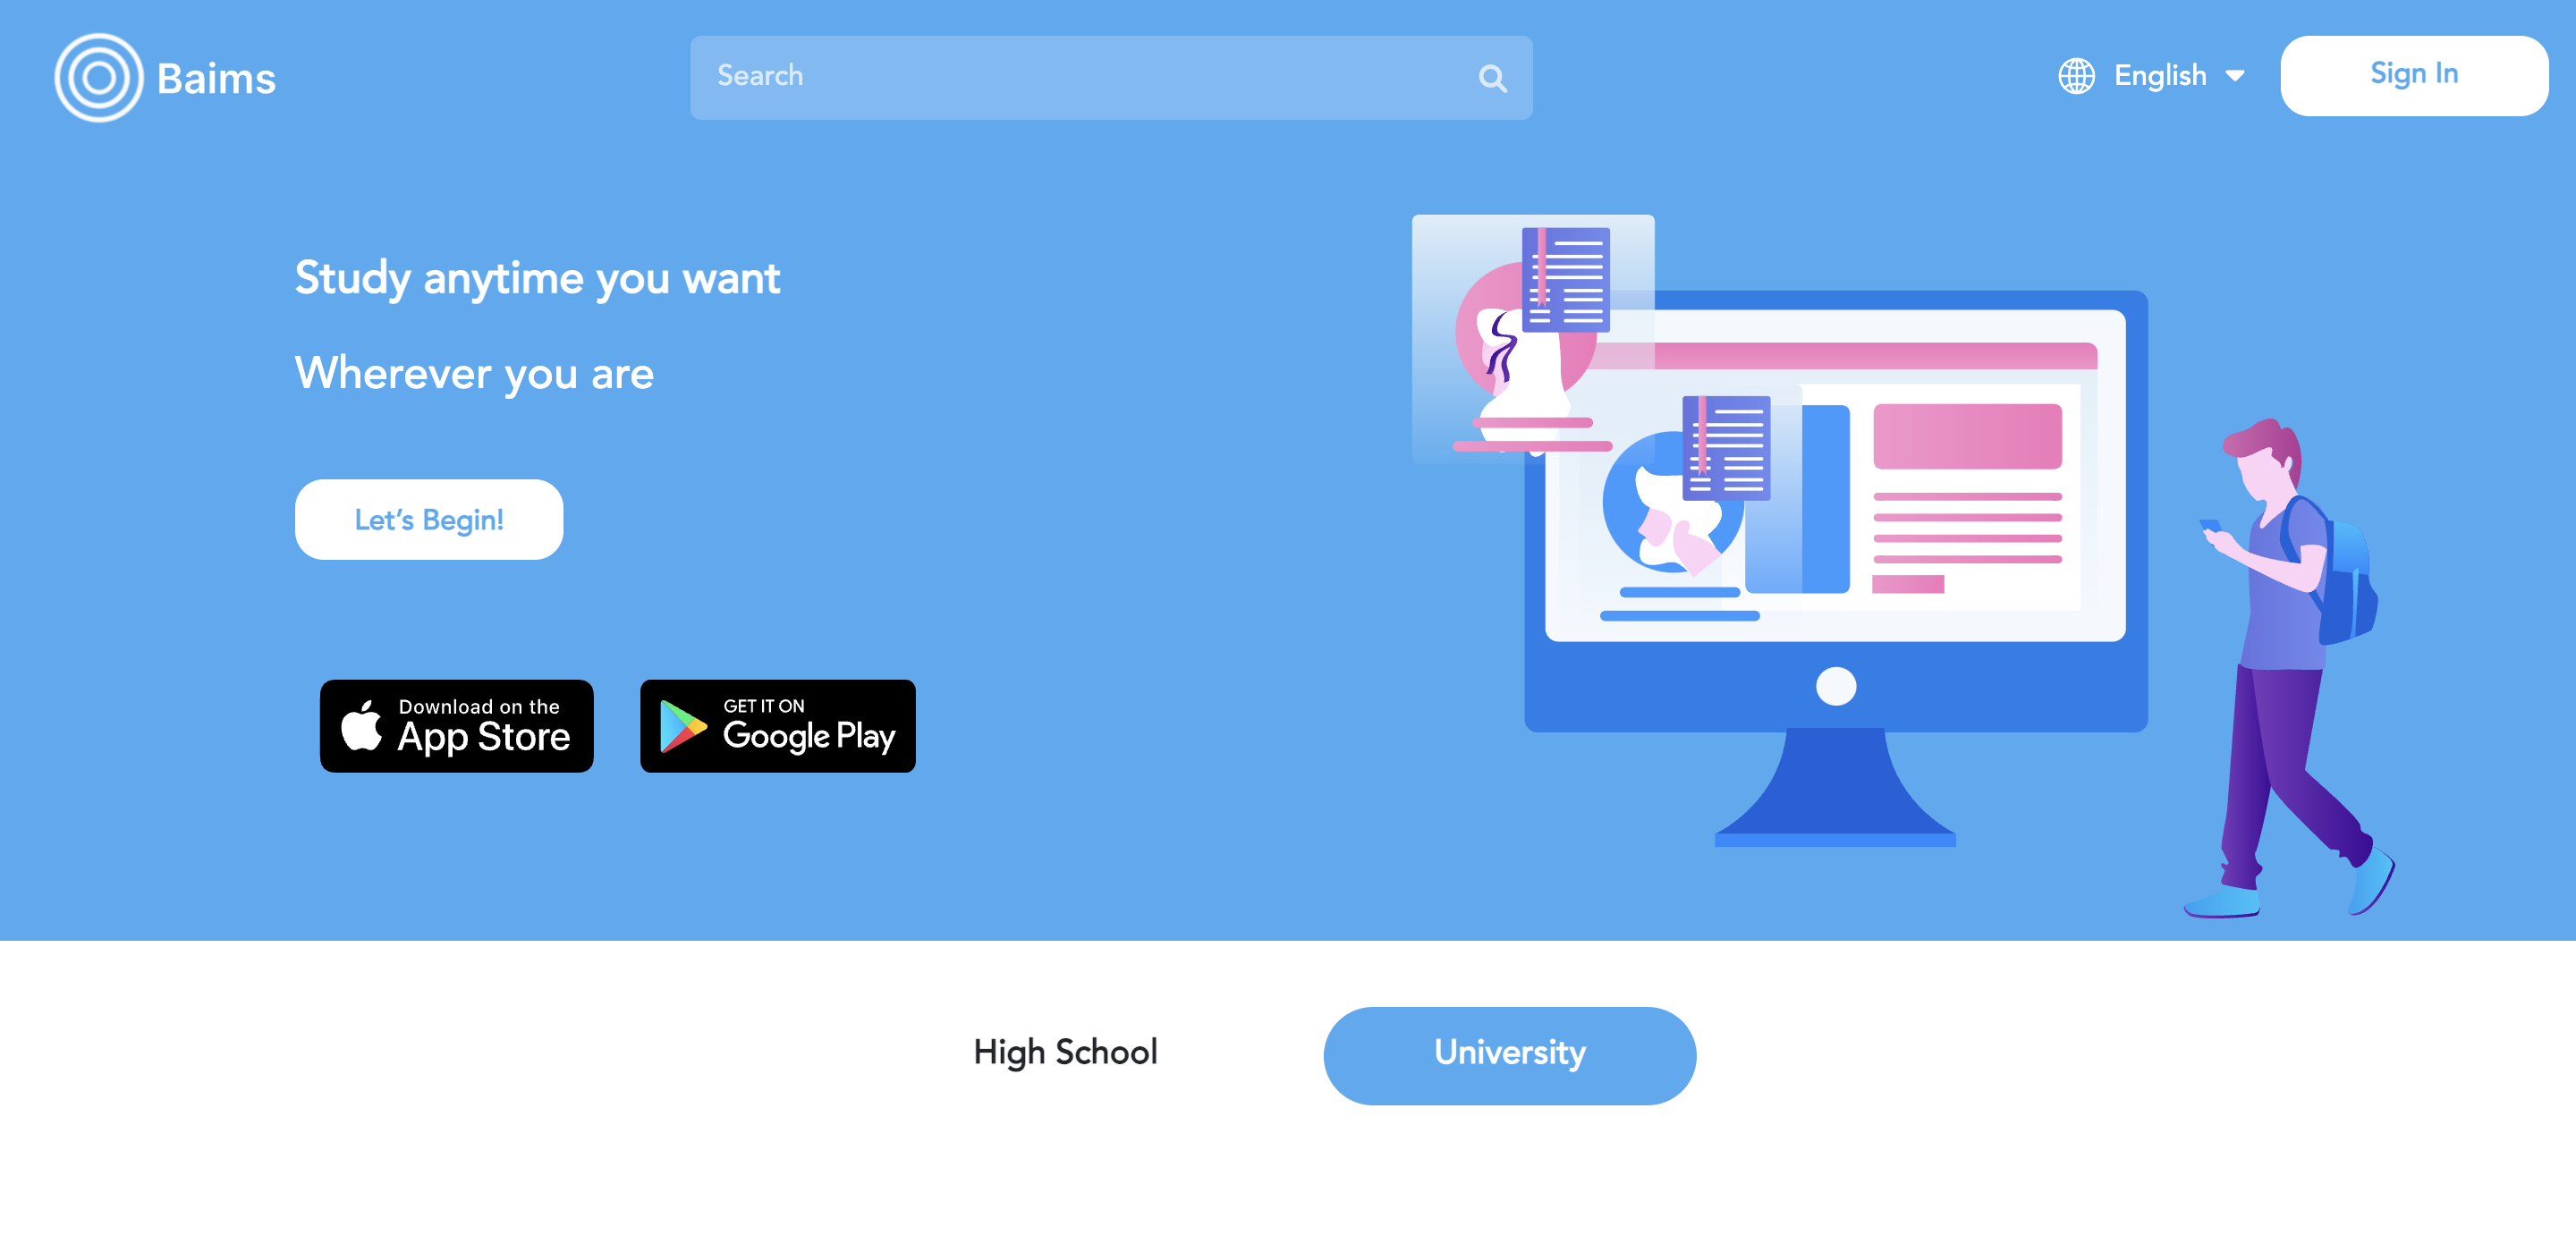 Baims
Search
English
Sign In
Study anytime you want
Wherever you are
Let's Begin!
Download on the
App Store
GET IT ON
Google Play
High School
University